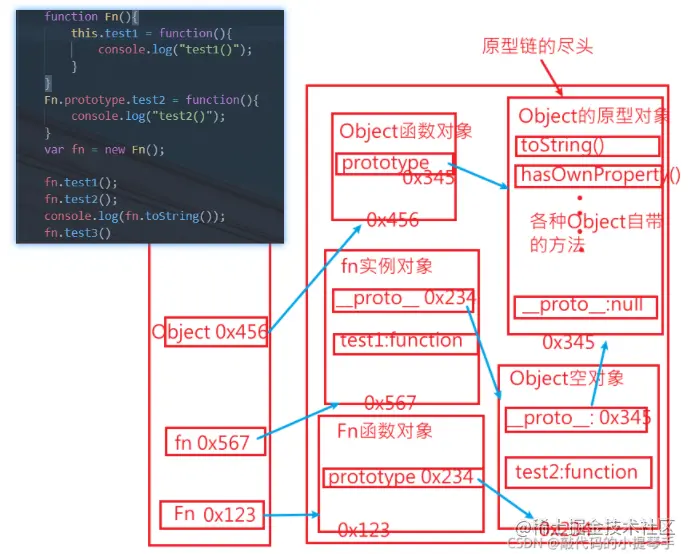 function Fn(){
this.test1 = function(){
console.log("test1()");
}
}
Fn.prototype.test2 = function(){
console.log("test2()");
}
var fn = new Fn();
fn.test1();
fn.test2();
console.log(fn.toString());
fn.test3()
原型链的尽头
Object函数对象
prototype
0x345
0x456
Object的原型对象
toString()
hasOwnProperty()
各种Object自带
的方法
__proto__:null
0x345
fn实例对象
__proto__ 0x234
test1:function
0x567
Object空对象
__proto__: 0x345
test2:function
Fn函数对象
prototype 0x234
0x123
Object 0x456
fn 0x567
Fn 0x123
@稀土掘金技术社区
CSDN @敲代码的小提琴手